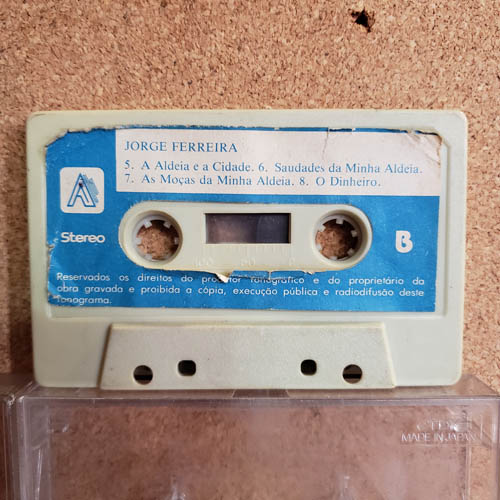 JORGE FERREIRA
5. A Aldeia e a Cidade. 6. Saudades da Minha Aldeia.
7. As Moças da Minha Aldeia. 8. O Dinheiro.
A
Stereo
B
Reservados os direitos do produtor fonográfico e do proprietário da
obra gravada e proibida a cópia, execução pública e radiodifusão deste
fonograma.
MADE IN JAPAN